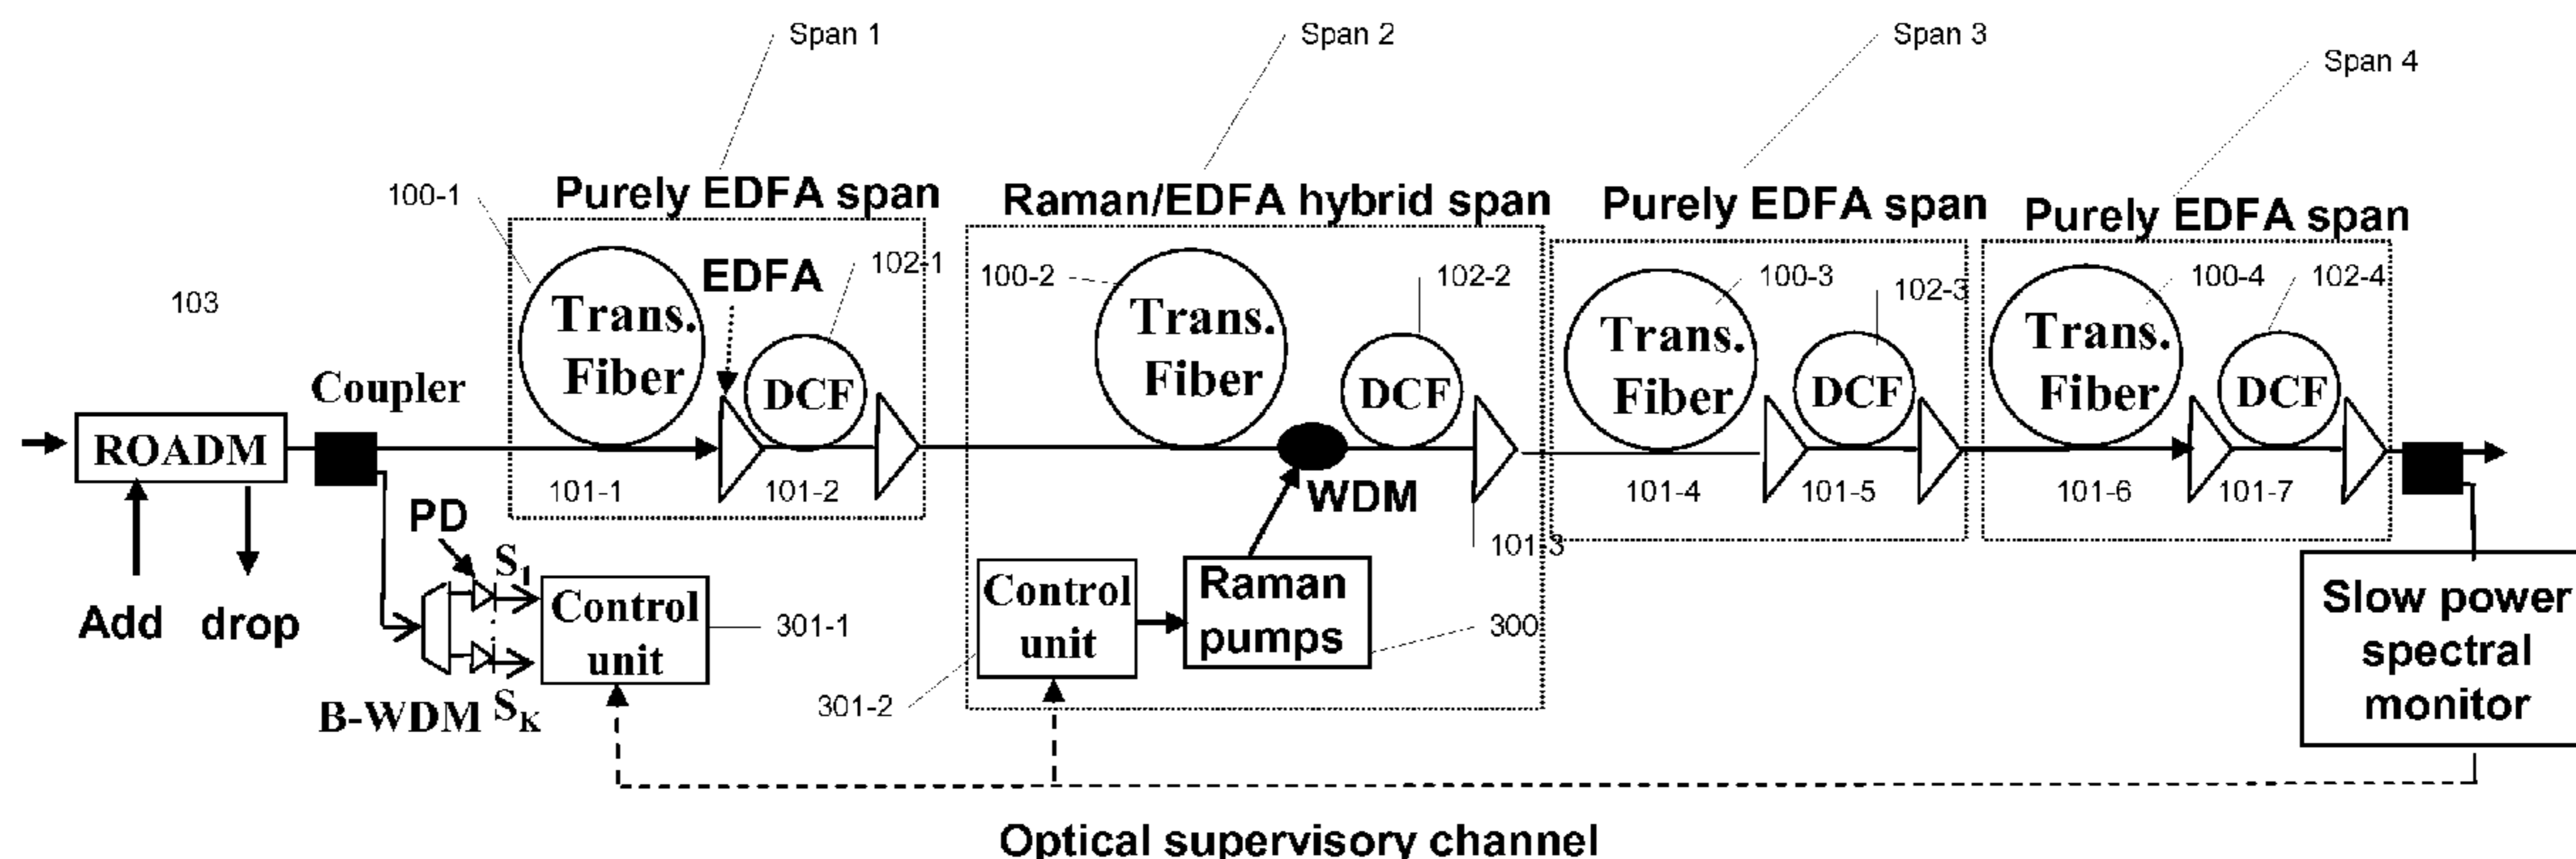 Span 1
Span 2
Span 3
Span 4
Purely EDFA span
Raman/EDFA hybrid span
Purely EDFA span
Purely EDFA span
100-1
103
EDFA
102-1
100-2
102-2
100-3
102-3
100-4
102-4
Trans.
Fiber
DCF
Trans.
Fiber
DCF
Trans.
Fiber
DCF
Trans.
Fiber
DCF
Coupler
ROADM
101-1
101-2
WDM
101-3
101-4
101-5
101-6
101-7
Add
drop
PD
S1
SK
B-WDM
Control
unit
301-1
301-2
Control
unit
Raman
pumps
300
Slow power
spectral
monitor
Optical supervisory channel